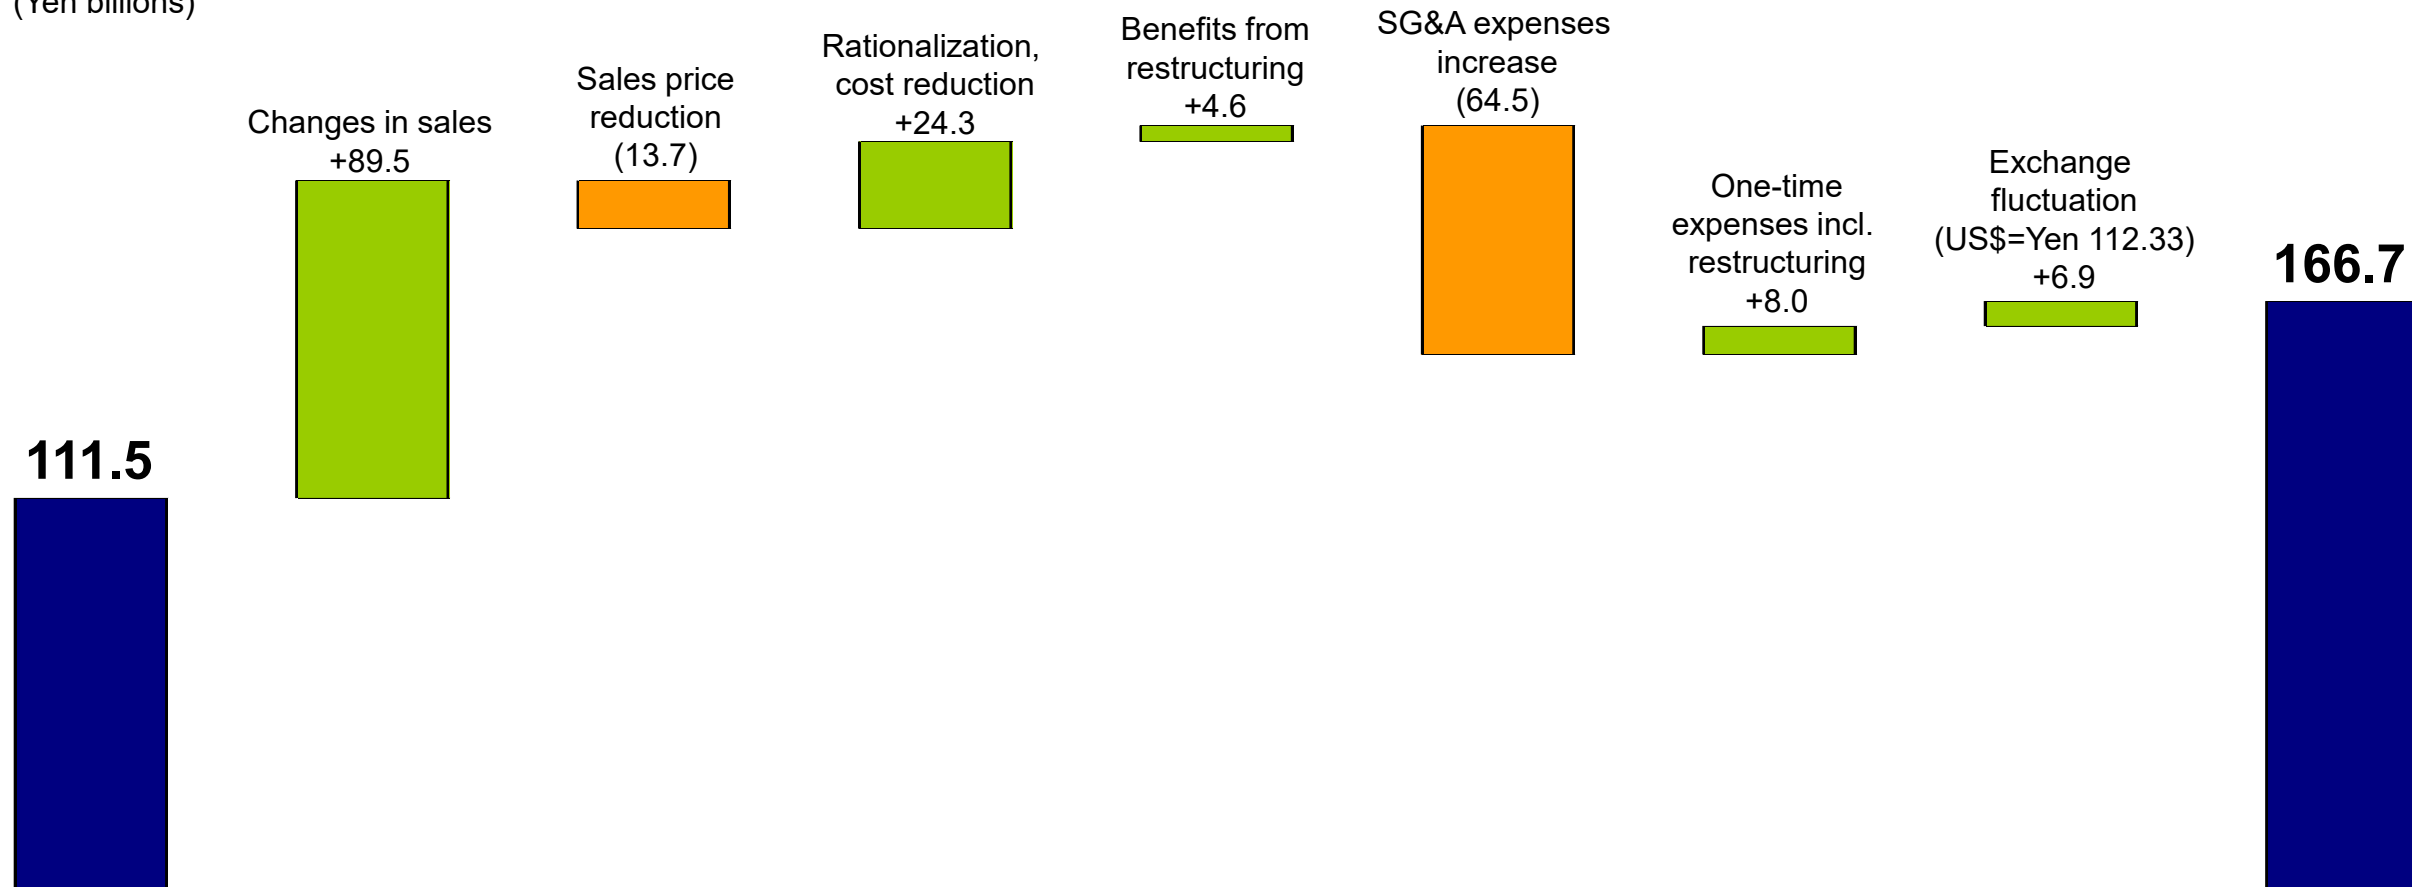 (Yen billions)
111.5
Changes in sales
+89.5
Sales price
reduction
(13.7)
Rationalization,
cost reduction
+24.3
Benefits from
restructuring
+4.6
SG&A expenses
increase
(64.5)
One-time
expenses incl.
restructuring
+8.0
Exchange
fluctuation
(US$=Yen 112.33)
+6.9
166.7